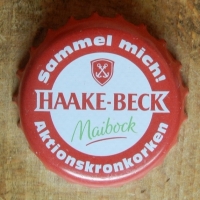 Sammel mich!
HAAKE-BECK
Maibock
Aktionskronkorken